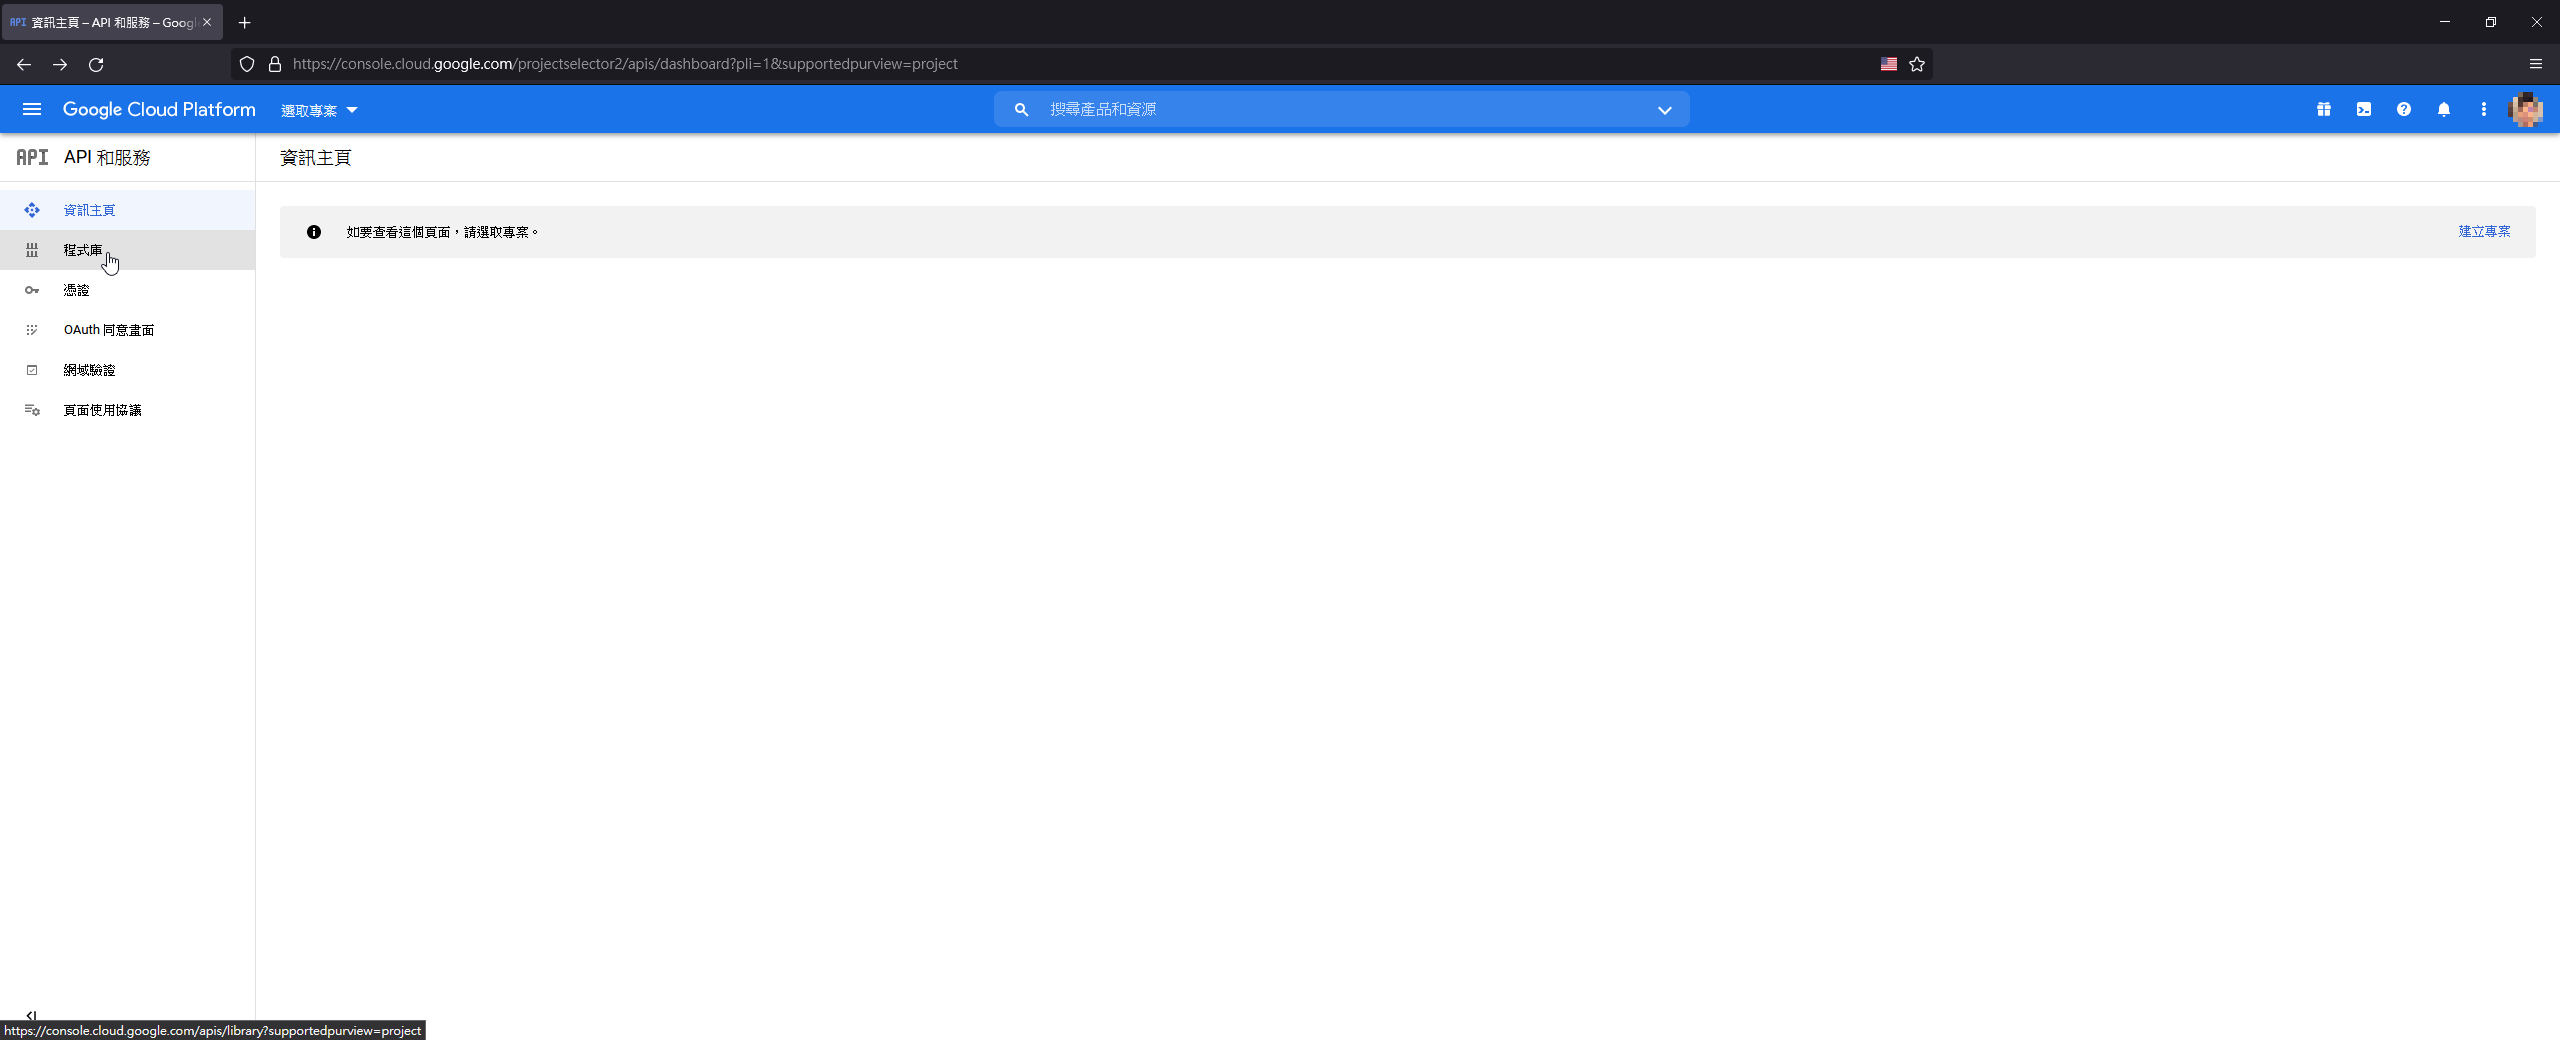 API 資訊主頁 – API 和服務 – Googl
https://console.cloud.google.com/projectselector2/apis/dashboard?pli=1&supportedpurview=project
Google Cloud Platform 選取專案 搜尋產品和資源
API API 和服務 資訊主頁
資訊主頁
如要查看這個頁面，請選取專案。 建立專案
程式庫
憑證
OAuth 同意畫面
網域驗證
頁面使用協議
https://console.cloud.google.com/apis/library?supportedpurview=project